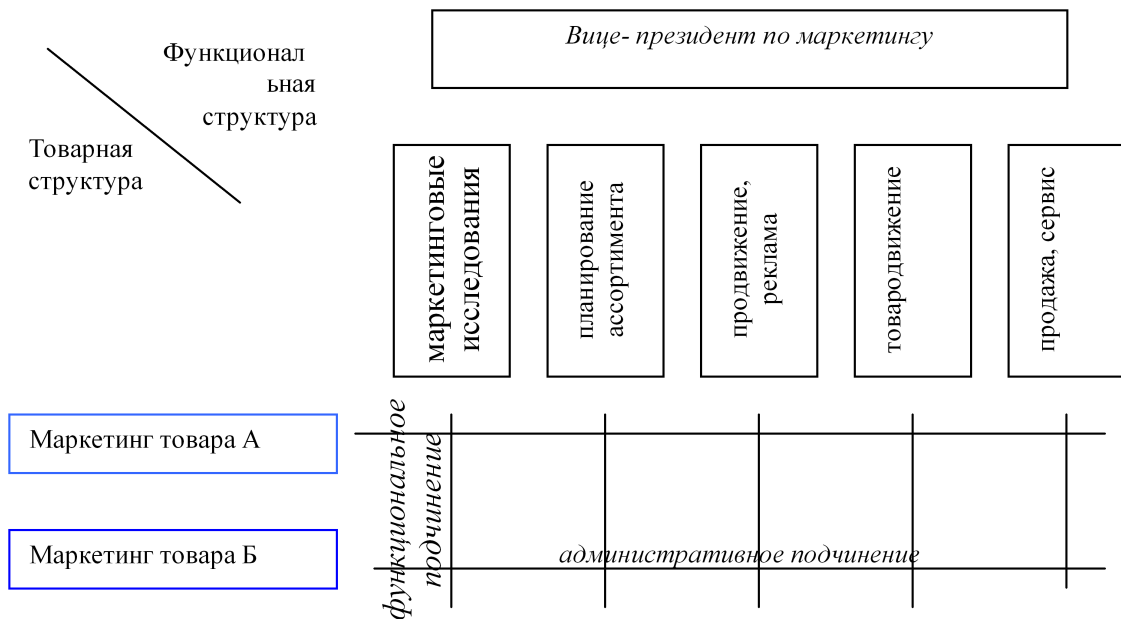 Вице- президент по маркетингу
Функционал
ьная
структура
Товарная
структура
маркетинговые
исследования
планирование
ассортимента
продвижение,
реклама
товародвижение
продажа, сервис
Маркетинг товара А
функциональное
подчинение
Маркетинг товара Б
административное подчинение